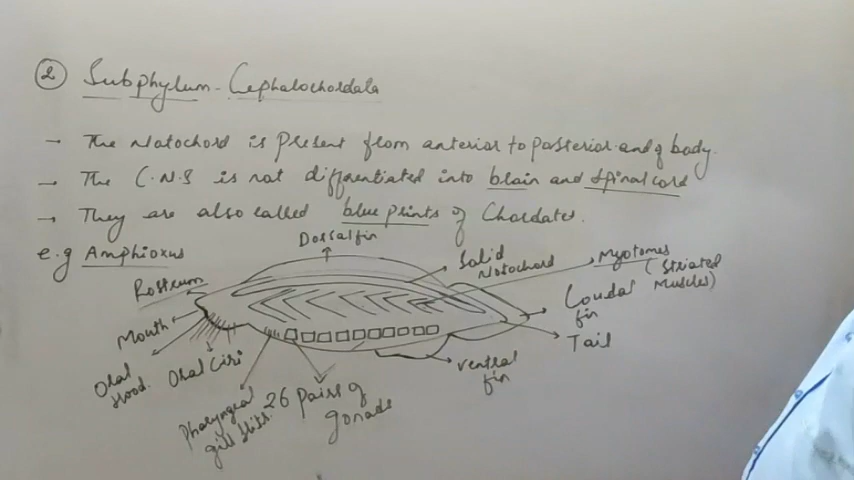 ② Subphylum - Cephalochordata
→ The Notochord is present from anterior to posterior end of body.
→ The C.N.S is not differentiated into brain and spinal cord
→ They are also called blue prints of Chordates.
e.g Amphioxus
Dorsal fin
Solid Notochord
Myotomes (Striated Muscles)
Rostrum
Mouth
Oral Hood.
Oral Ciri
Pharyngeal gill slits.
26 Pairs of gonads
Ventral fin
Caudal fin
Tail